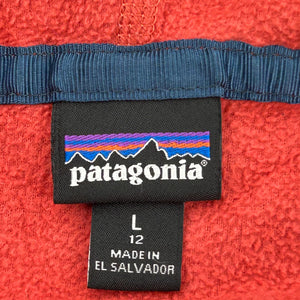 patagonia®
L
12
MADE IN
EL SALVADOR